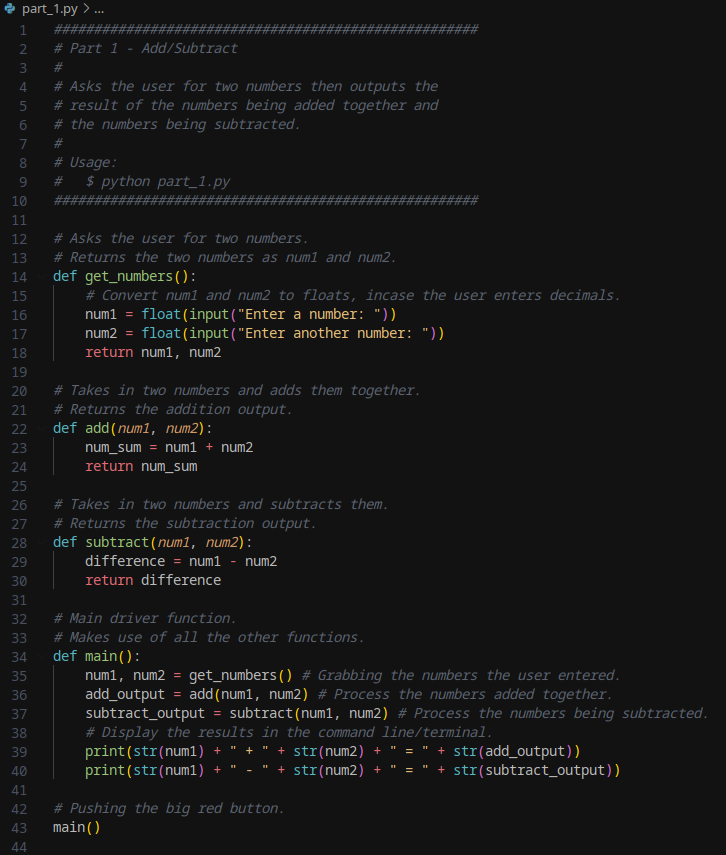 part_1.py > ...
1 #####################################################
2 # Part 1 - Add/Subtract
3 #
4 # Asks the user for two numbers then outputs the
5 # result of the numbers being added together and
6 # the numbers being subtracted.
7 #
8 # Usage:
9 #   $ python part_1.py
10 #####################################################
11
12 # Asks the user for two numbers.
13 # Returns the two numbers as num1 and num2.
14 def get_numbers():
15     # Convert num1 and num2 to floats, incase the user enters decimals.
16     num1 = float(input("Enter a number: "))
17     num2 = float(input("Enter another number: "))
18     return num1, num2
19
20 # Takes in two numbers and adds them together.
21 # Returns the addition output.
22 def add(num1, num2):
23     num_sum = num1 + num2
24     return num_sum
25
26 # Takes in two numbers and subtracts them.
27 # Returns the subtraction output.
28 def subtract(num1, num2):
29     difference = num1 - num2
30     return difference
31
32 # Main driver function.
33 # Makes use of all the other functions.
34 def main():
35     num1, num2 = get_numbers() # Grabbing the numbers the user entered.
36     add_output = add(num1, num2) # Process the numbers added together.
37     subtract_output = subtract(num1, num2) # Process the numbers being subtracted.
38     # Display the results in the command line/terminal.
39     print(str(num1) + " + " + str(num2) + " = " + str(add_output))
40     print(str(num1) + " - " + str(num2) + " = " + str(subtract_output))
41
42 # Pushing the big red button.
43 main()
44